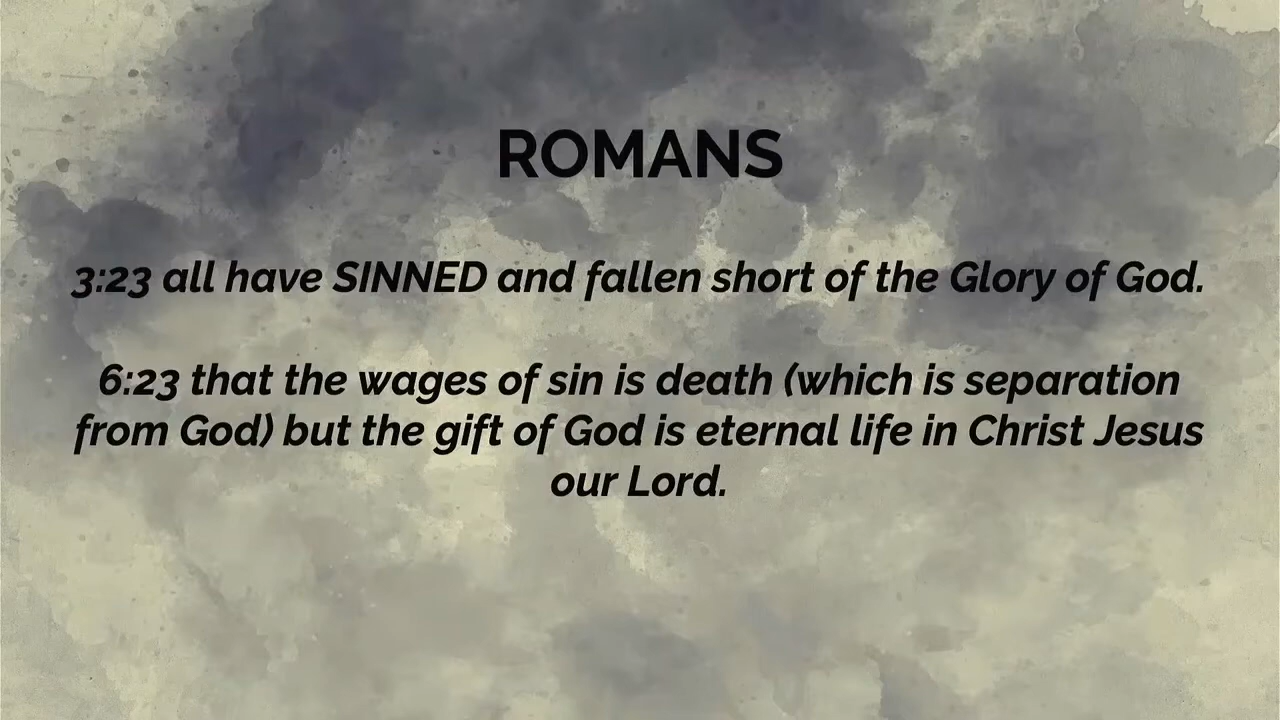 ROMANS
3:23 all have SINNED and fallen short of the Glory of God.
6:23 that the wages of sin is death (which is separation
from God) but the gift of God is eternal life in Christ Jesus
our Lord.